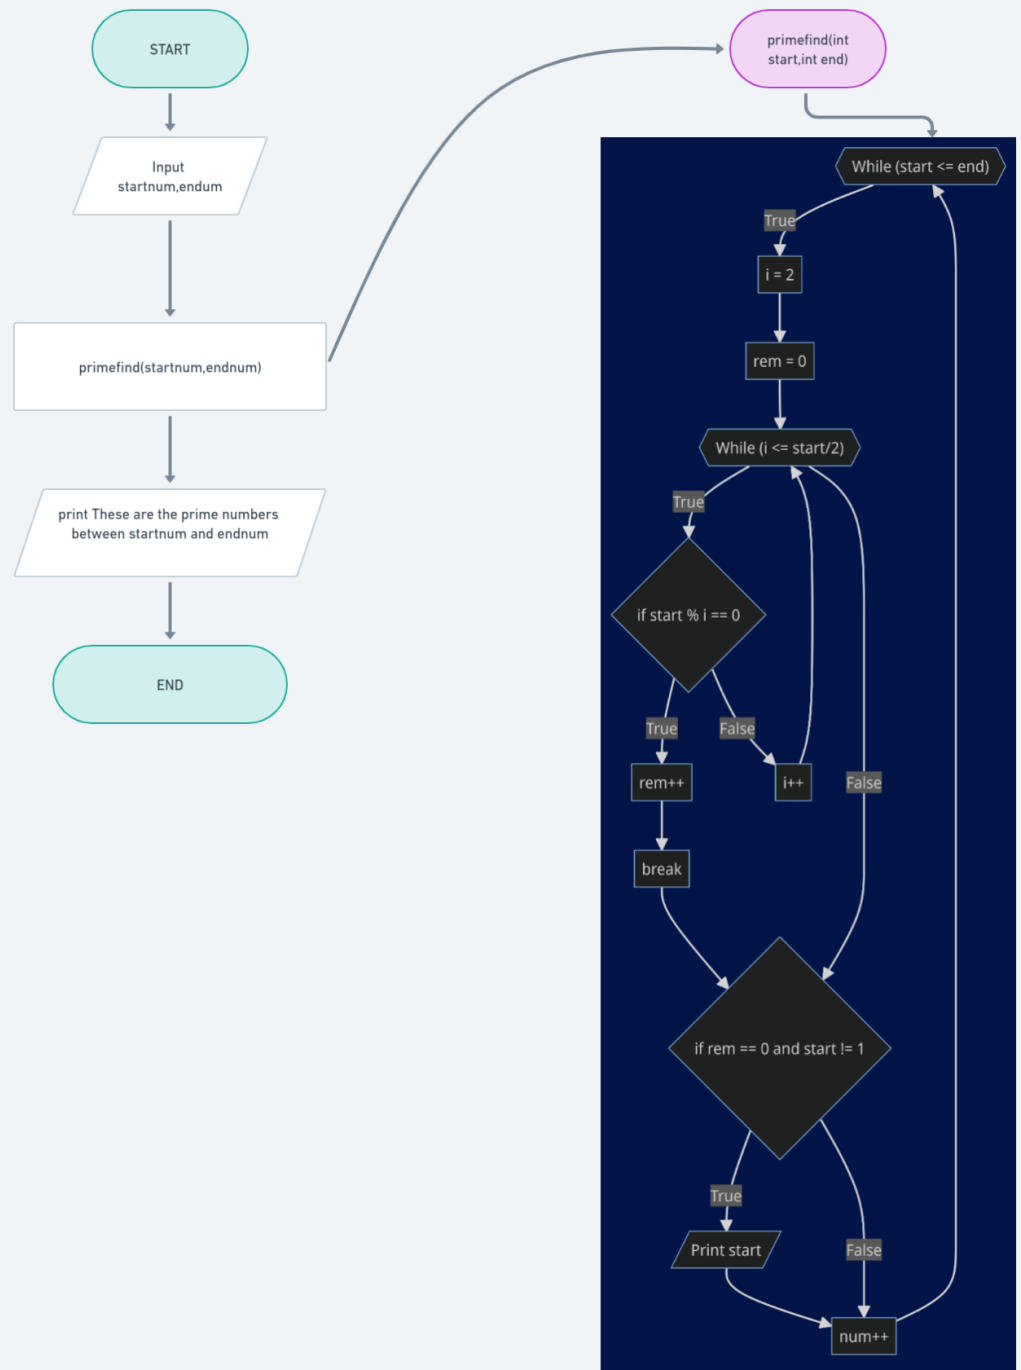 START
Input
startnum,endum
primefind(startnum,endnum)
print These are the prime numbers
between startnum and endnum
END
primefind(int
start,int end)
While (start <= end)
True
i = 2
rem = 0
While (i <= start/2)
True
if start % i == 0
True
False
rem++
i++
False
break
if rem == 0 and start != 1
True
Print start
False
num++